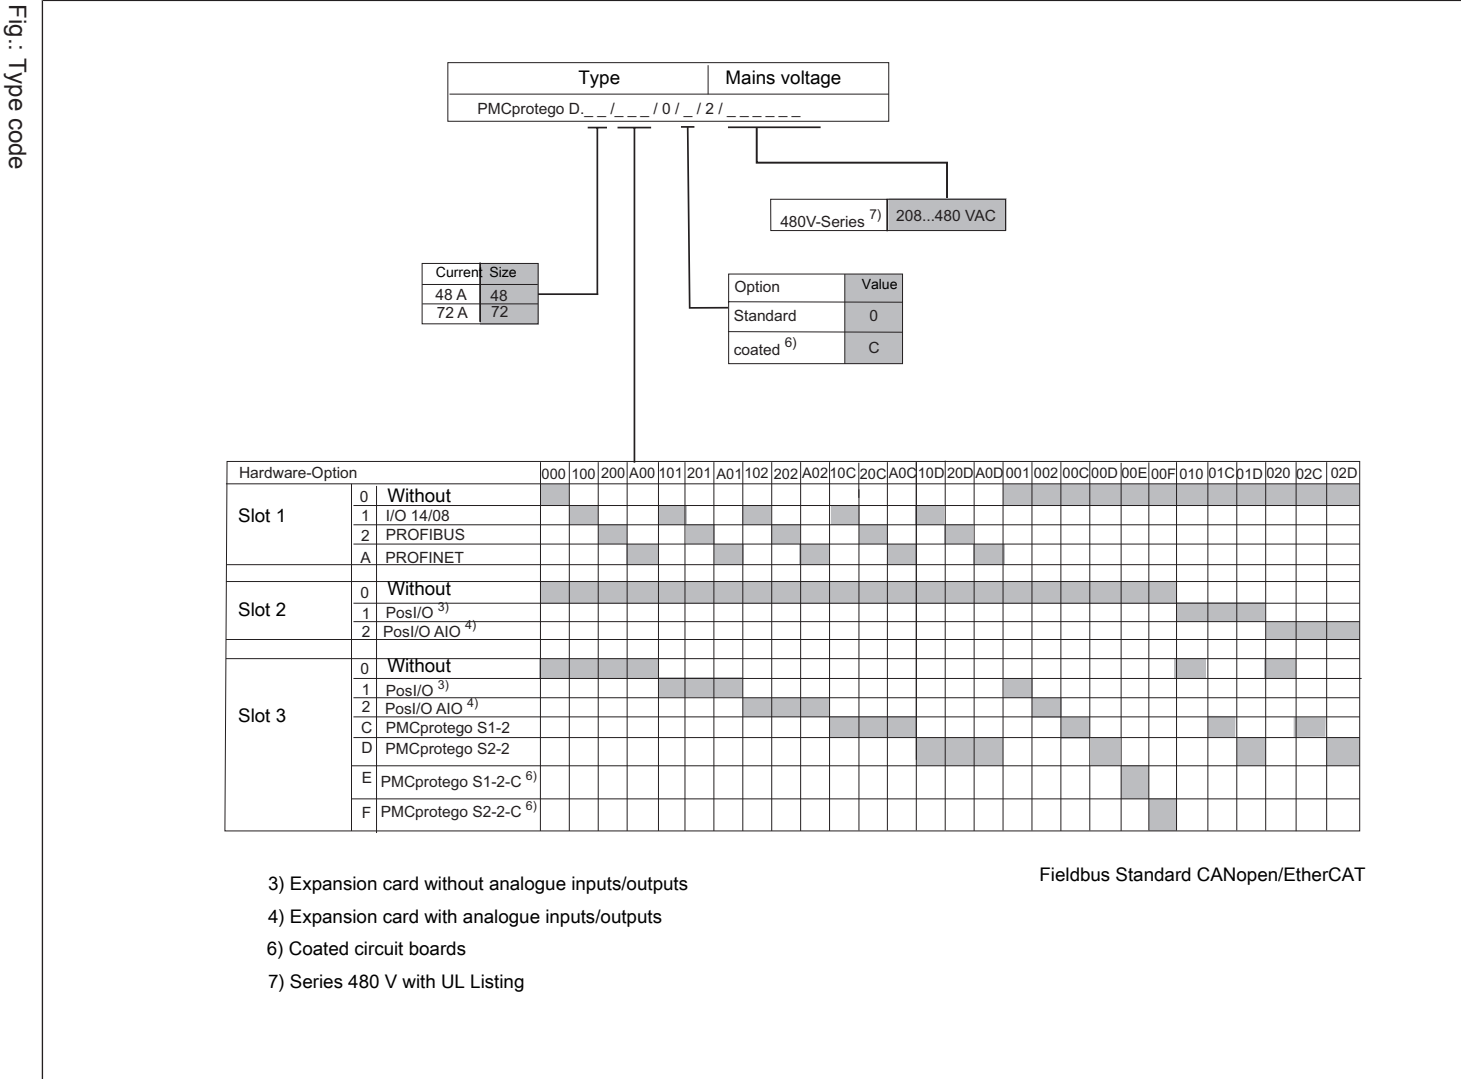 Fig.: Type code
Type Mains voltage
PMCprotego D._ _ /_ _ _ / 0 / _ / 2 / _ _ _ _ _ _
480V-Series 7) 208...480 VAC
Current Size
48 A 48
72 A 72
Option Value
Standard 0
coated 6) C
Hardware-Option 000 100 200 A00 101 201 A01 102 202 A02 10C 20C A0C 10D 20D A0D 001 002 00C 00D 00E 00F 010 01C 01D 020 02C 02D
Slot 1
0 Without
1 I/O 14/08
2 PROFIBUS
A PROFINET
Slot 2
0 Without
1 PosI/O 3)
2 PosI/O AIO 4)
Slot 3
0 Without
1 PosI/O 3)
2 PosI/O AIO 4)
C PMCprotego S1-2
D PMCprotego S2-2
E PMCprotego S1-2-C 6)
F PMCprotego S2-2-C 6)
Fieldbus Standard CANopen/EtherCAT
3) Expansion card without analogue inputs/outputs
4) Expansion card with analogue inputs/outputs
6) Coated circuit boards
7) Series 480 V with UL Listing